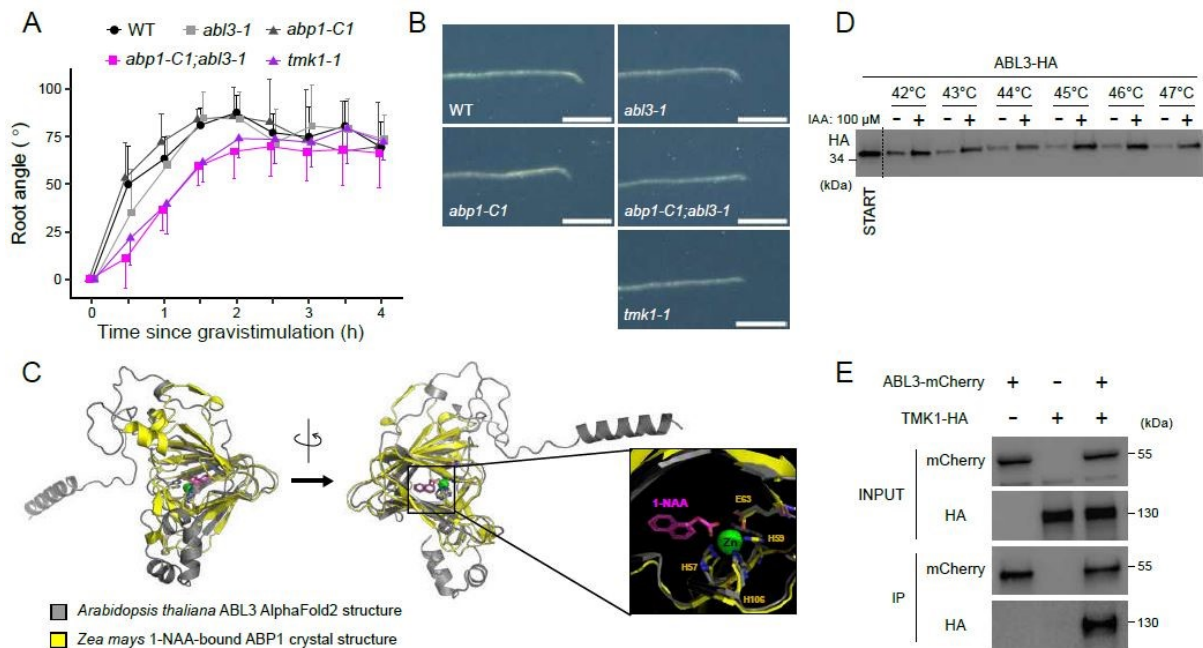 A
WT
abl3-1
abp1-C1
abp1-C1;abl3-1
tmk1-1
Root angle (°)
100
75
50
25
0
0 1 2 3 4
Time since gravistimulation (h)
B
WT
abl3-1
abp1-C1
abp1-C1;abl3-1
tmk1-1
C
1-NAA
E63
Zn
H59
H57
H106
Arabidopsis thaliana ABL3 AlphaFold2 structure
Zea mays 1-NAA-bound ABP1 crystal structure
D
ABL3-HA
42°C 43°C 44°C 45°C 46°C 47°C
IAA: 100 µM - + - + - + - + - + - +
HA
34
(kDa)
START
E
ABL3-mCherry + - +
TMK1-HA - + +
(kDa)
INPUT
mCherry
55
HA
130
IP
mCherry
55
HA
130